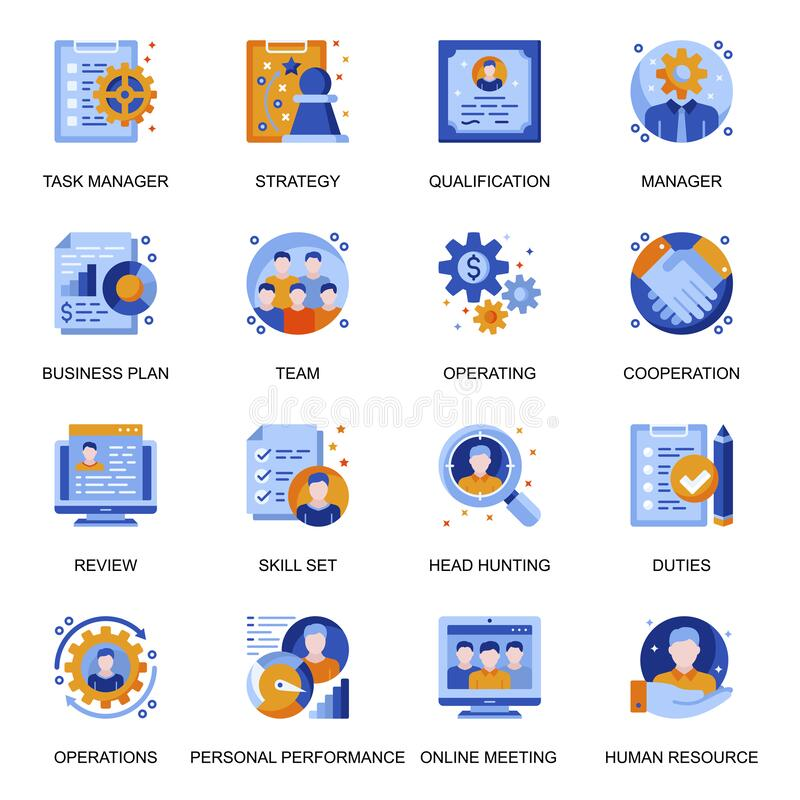 TASK MANAGER
STRATEGY
QUALIFICATION
MANAGER
$
$
BUSINESS PLAN
TEAM
OPERATING
COOPERATION
dreamstime
REVIEW
SKILL SET
HEAD HUNTING
DUTIES
OPERATIONS
PERSONAL PERFORMANCE
ONLINE MEETING
HUMAN RESOURCE